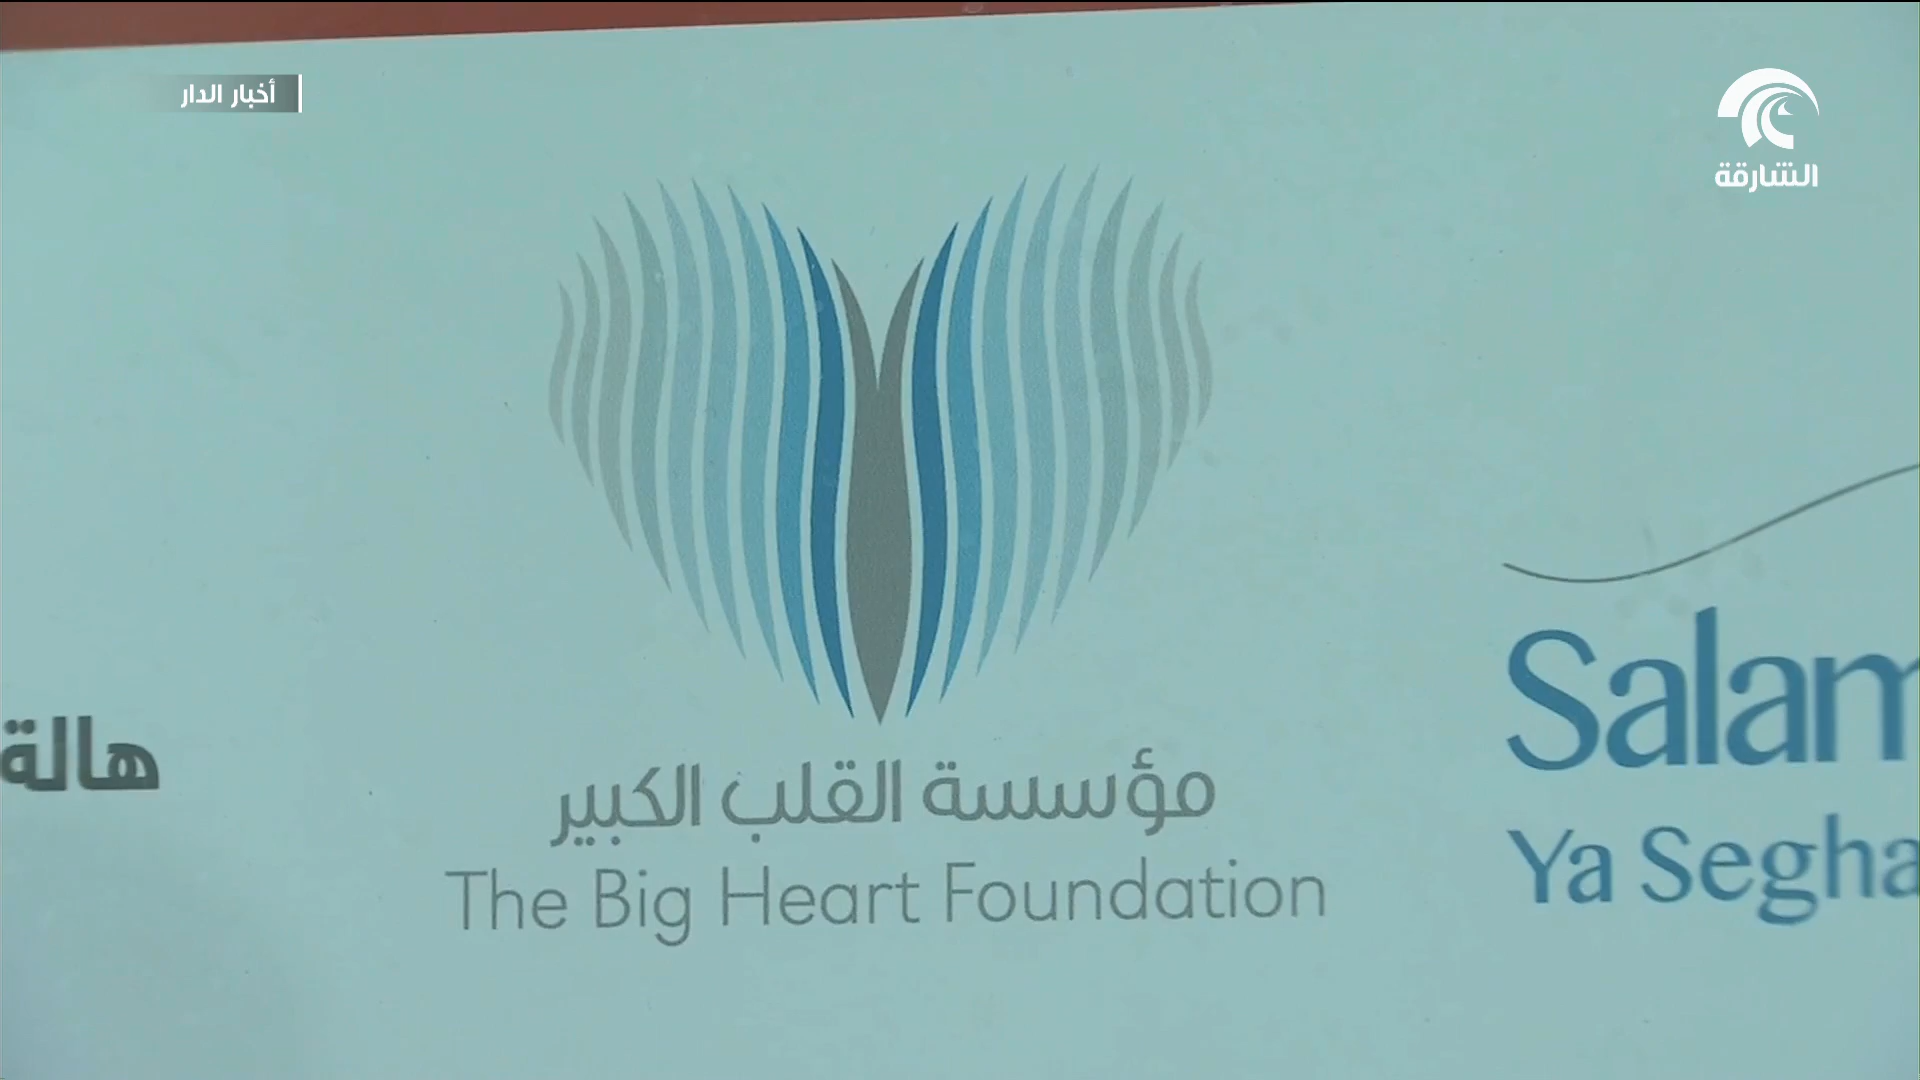 أخبار الدار
الشارقة
هالة
مؤسسة القلب الكبير
The Big Heart Foundation
Salam
Ya Segha